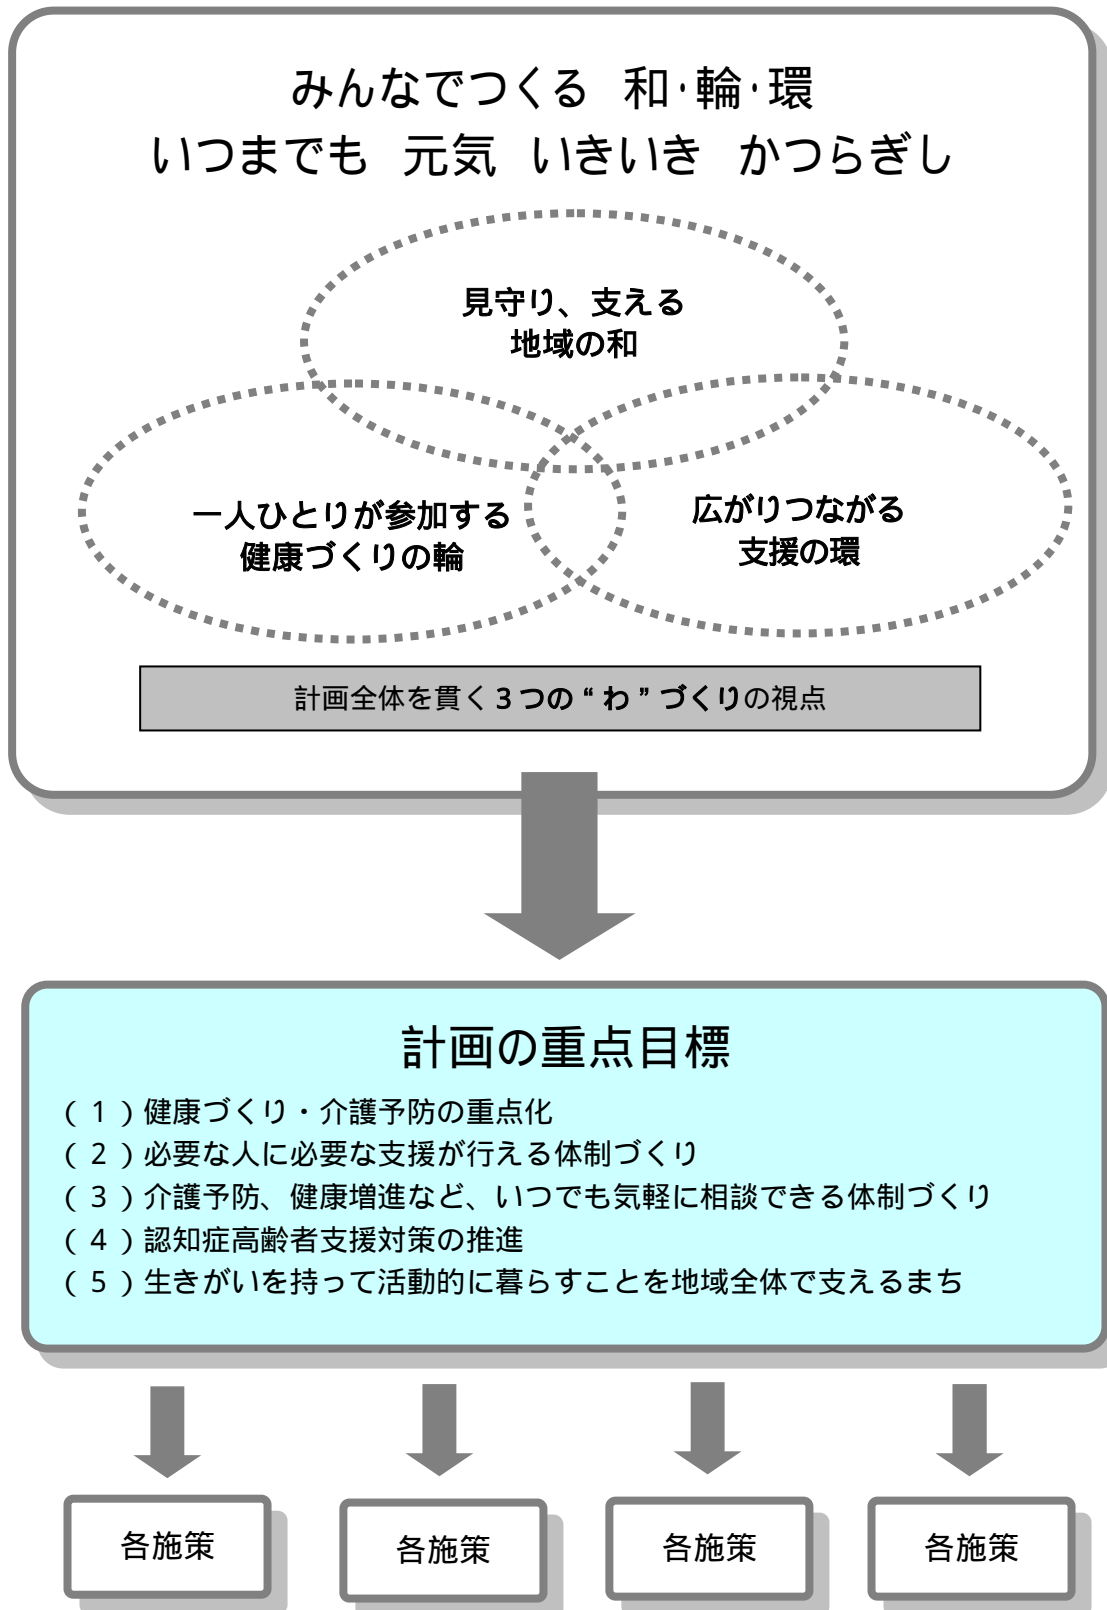 みんなでつくる　和・輪・環
いつまでも　元気　いきいき　かつらぎし
見守り、支える
地域の和
一人ひとりが参加する
健康づくりの輪
広がりつながる
支援の環
計画全体を貫く３つの“わ”づくりの視点
計画の重点目標
（１）健康づくり・介護予防の重点化
（２）必要な人に必要な支援が行える体制づくり
（３）介護予防、健康増進など、いつでも気軽に相談できる体制づくり
（４）認知症高齢者支援対策の推進
（５）生きがいを持って活動的に暮らすことを地域全体で支えるまち
各施策
各施策
各施策
各施策